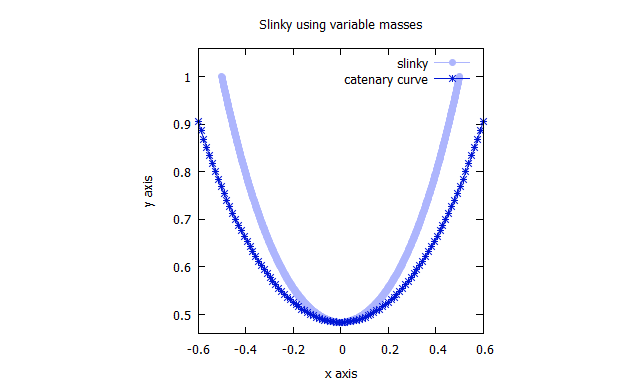 Slinky using variable masses
slinky
catenary curve
1
0.9
0.8
0.7
0.6
0.5
y axis
-0.6 -0.4 -0.2 0 0.2 0.4 0.6
x axis